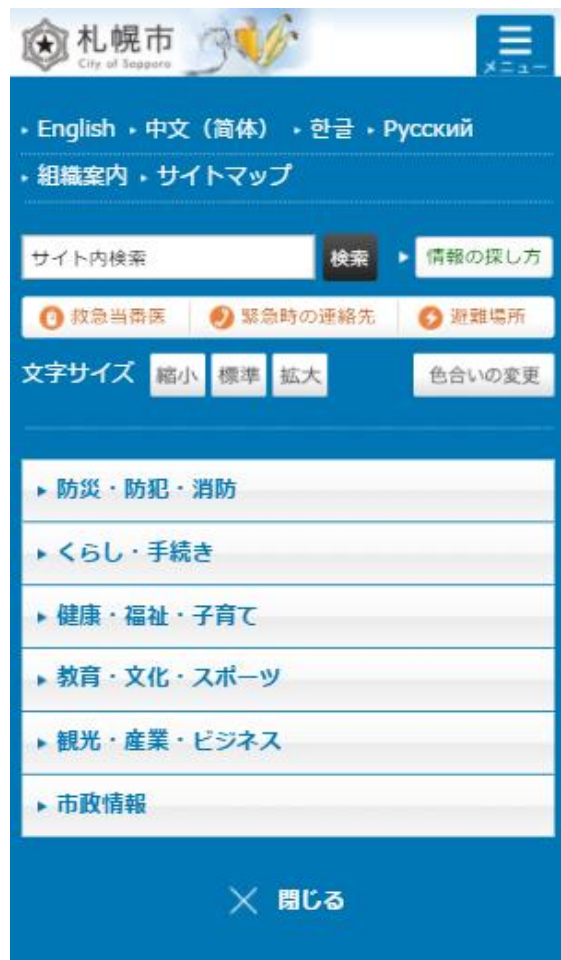 札幌市
City of Sapporo
メニュー
English 中文（简体） 한글 Русский
組織案内 サイトマップ
サイト内検索 検索 情報の探し方
救急当番医 緊急時の連絡先 避難場所
文字サイズ 縮小 標準 拡大 色合いの変更
防災・防犯・消防
くらし・手続き
健康・福祉・子育て
教育・文化・スポーツ
観光・産業・ビジネス
市政情報
閉じる